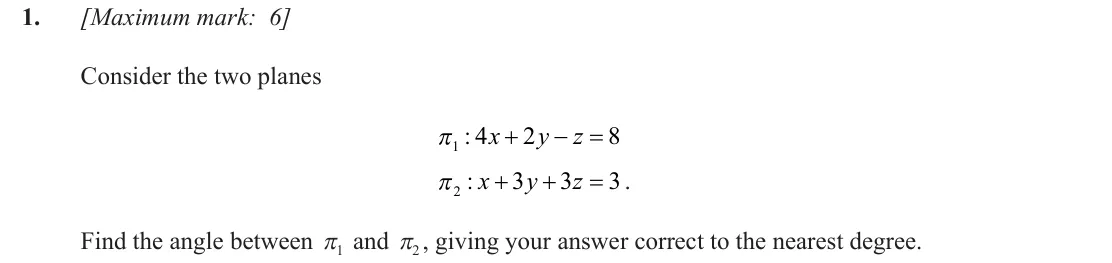 1. [Maximum mark: 6]
Consider the two planes
π₁ : 4x + 2y − z = 8
π₂ : x + 3y + 3z = 3.
Find the angle between π₁ and π₂, giving your answer correct to the nearest degree.